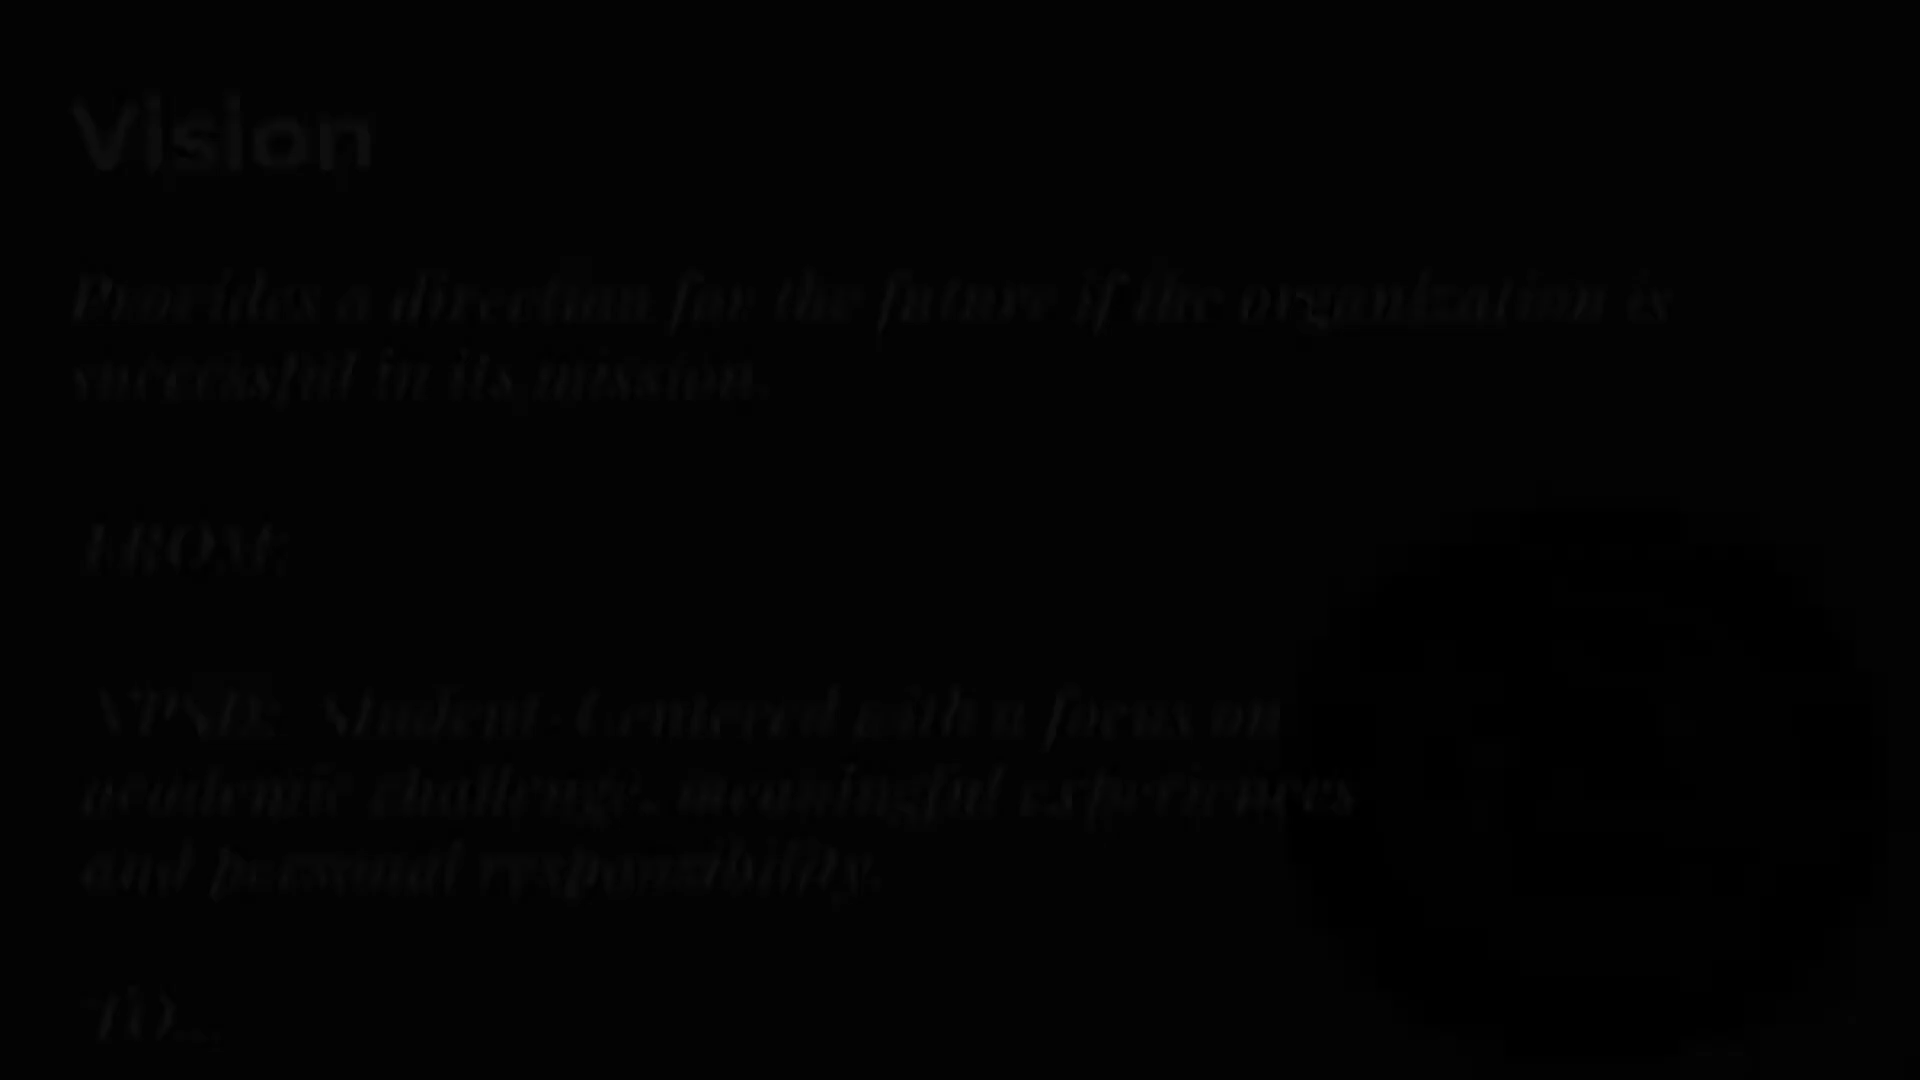 Vision
Provides a direction for the future if the organization is
successful in its mission.
FROM:
Student Centered with a focus on
academic challenge, meaningful experiences
and personal responsibility.
TO...